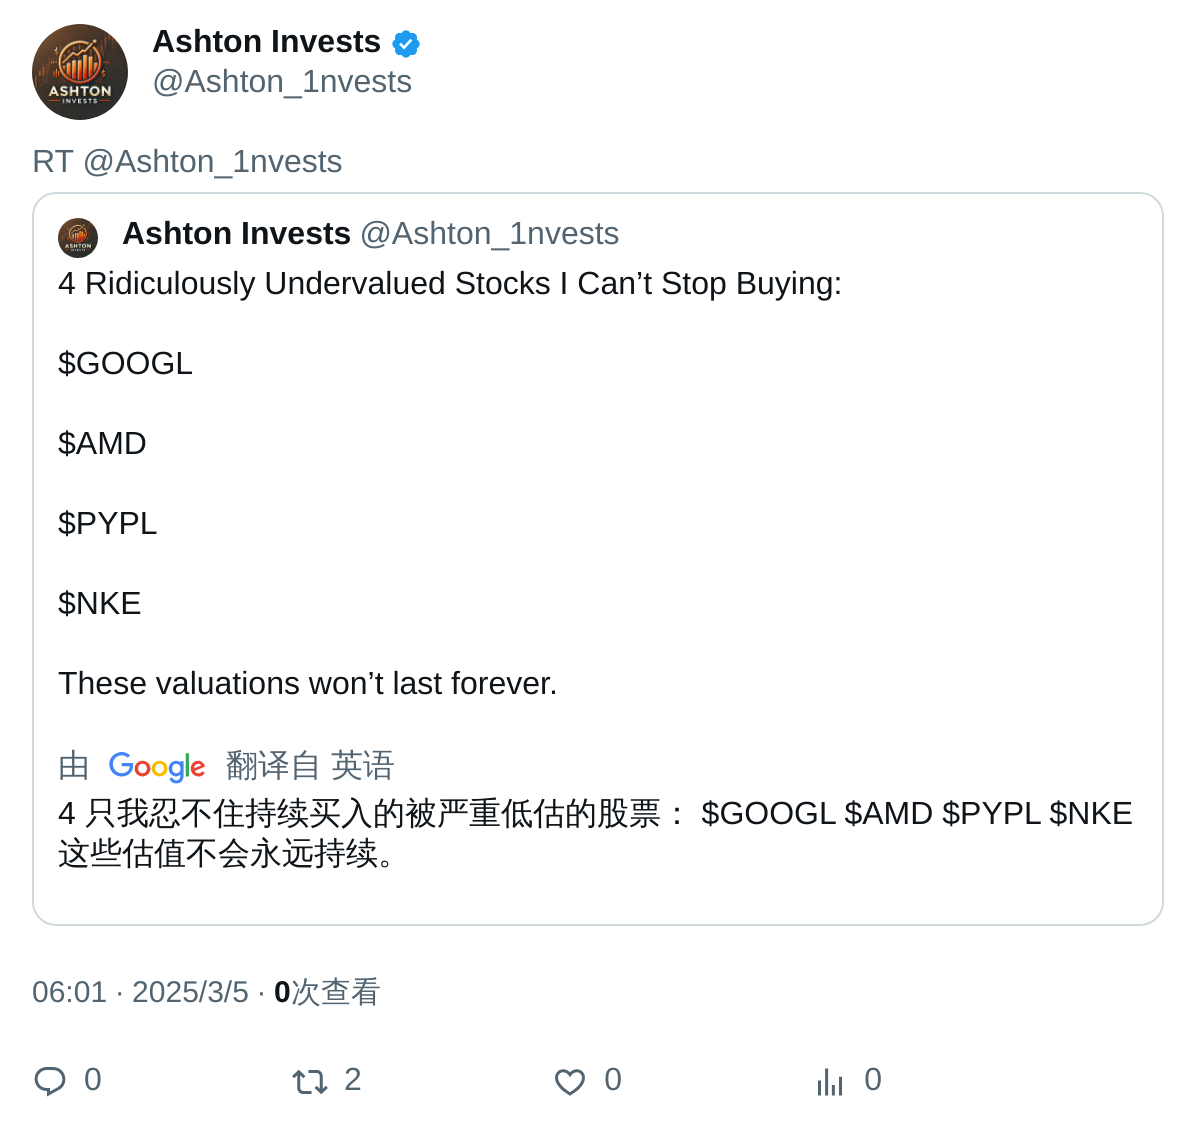 ASHTON
INVESTS
Ashton Invests
@Ashton_1nvests
RT @Ashton_1nvests
ASHTON
INVESTS
Ashton Invests @Ashton_1nvests
4 Ridiculously Undervalued Stocks I Can’t Stop Buying:
$GOOGL
$AMD
$PYPL
$NKE
These valuations won’t last forever.
由 Google 翻译自 英语
4 只我忍不住持续买入的被严重低估的股票： $GOOGL $AMD $PYPL $NKE
这些估值不会永远持续。
06:01 · 2025/3/5 · 0次查看
0 2 0 0